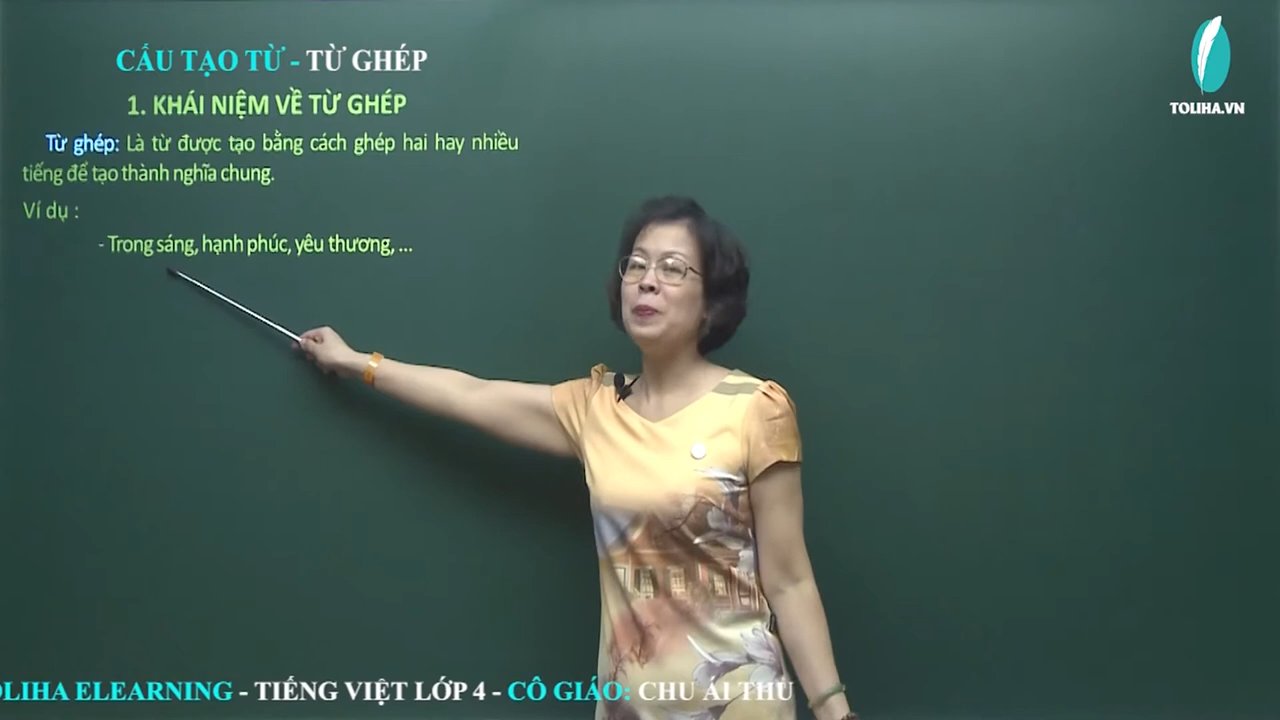 CẤU TẠO TỪ - TỪ GHÉP
TOLIHA.VN
1. KHÁI NIỆM VỀ TỪ GHÉP
Từ ghép: Là từ được tạo bằng cách ghép hai hay nhiều
tiếng để tạo thành nghĩa chung.
Ví dụ :
- Trong sáng, hạnh phúc, yêu thương, ...
OLIHA ELEARNING - TIẾNG VIỆT LỚP 4 - CÔ GIÁO: CHU ÁI THU